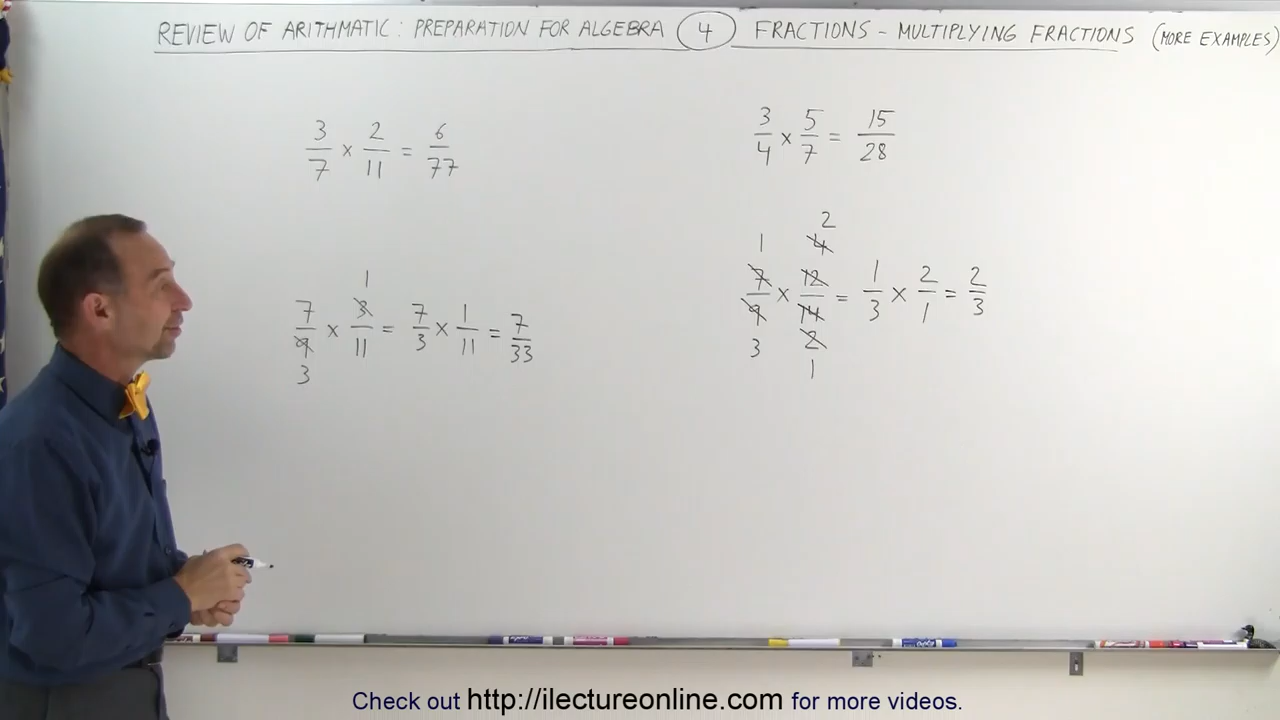 REVIEW OF ARITHMATIC: PREPARATION FOR ALGEBRA 4 FRACTIONS - MULTIPLYING FRACTIONS (MORE EXAMPLES)
3/7 × 2/11 = 6/77
3/4 × 5/7 = 15/28
1
7/9 × 3/11 = 7/3 × 1/11 = 7/33
3
2
1 4
7/9 × 12/14 = 1/3 × 2/1 = 2/3
3 2
1
Check out http://ilectureonline.com for more videos.